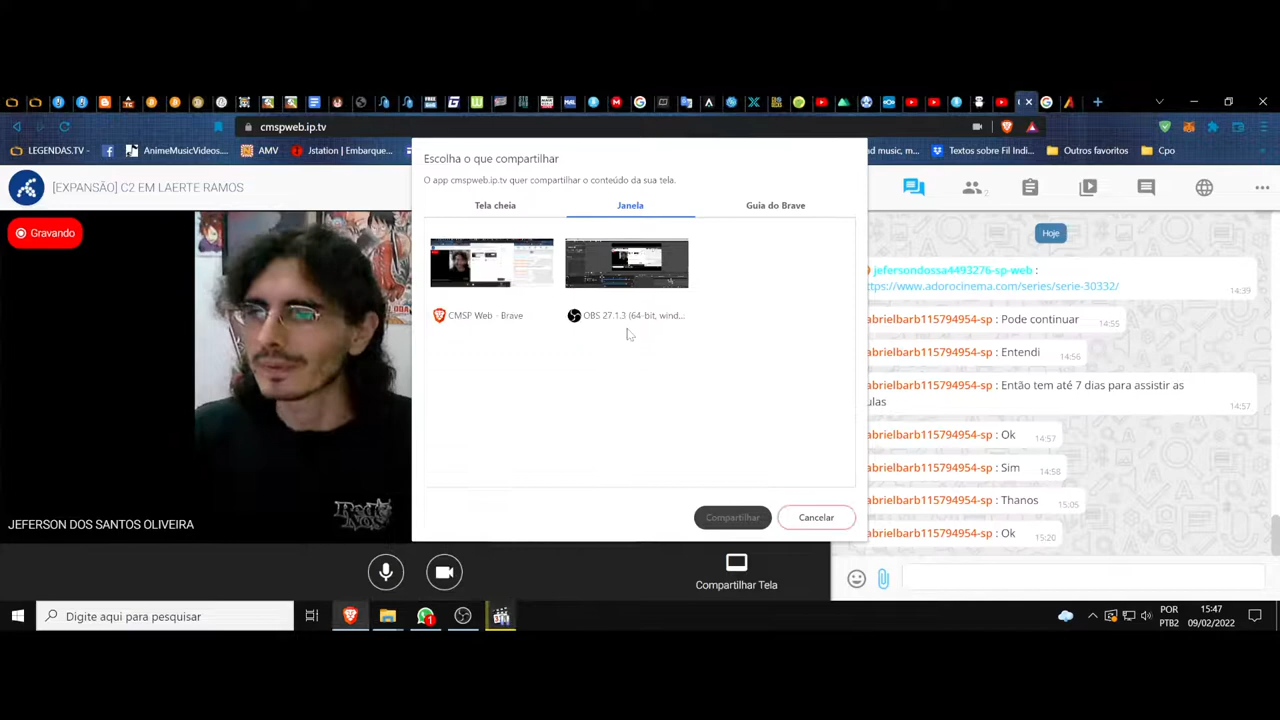 cmspweb.ip.tv
LEGENDAS.TV -
AnimeMusicVideos....
AMV
Jstation | Embarque...
nd music, m...
Textos sobre Fil Indi...
Outros favoritos
Cpo
[EXPANSÃO] C2 EM LAERTE RAMOS
2
Gravando
JEFERSON DOS SANTOS OLIVEIRA
Escolha o que compartilhar
O app cmspweb.ip.tv quer compartilhar o conteúdo da sua tela.
Tela cheia
Janela
Guia do Brave
CMSP Web - Brave
OBS 27.1.3 (64-bit, wind...
Compartilhar
Cancelar
Compartilhar Tela
Hoje
jefersondossa4493276-sp-web :
ttps://www.adorocinema.com/series/serie-30332/
14:39
abrielbarb115794954-sp : Pode continuar
14:55
abrielbarb115794954-sp : Entendi
14:56
abrielbarb115794954-sp : Então tem até 7 dias para assistir as
ulas
14:57
abrielbarb115794954-sp : Ok
14:57
abrielbarb115794954-sp : Sim
14:58
abrielbarb115794954-sp : Thanos
15:05
abrielbarb115794954-sp : Ok
15:20
Digite aqui para pesquisar
1
POR
PTB2
15:47
09/02/2022